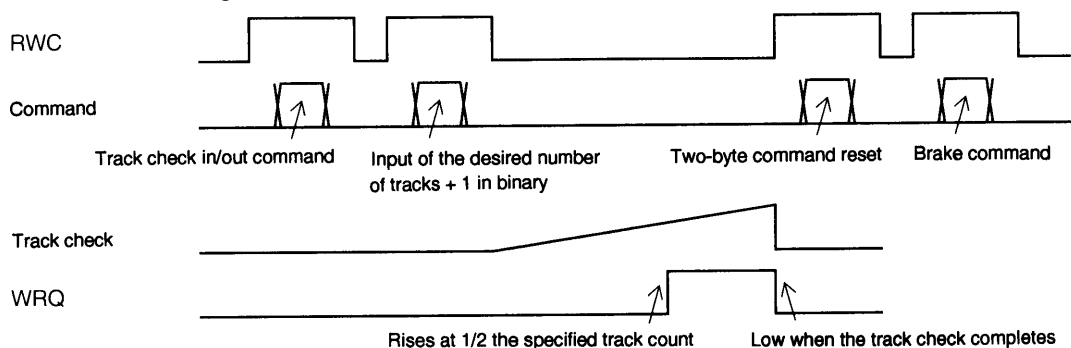 RWC
Command
Track check in/out command
Input of the desired number
of tracks + 1 in binary
Two-byte command reset
Brake command
Track check
WRQ
Rises at 1/2 the specified track count
Low when the track check completes